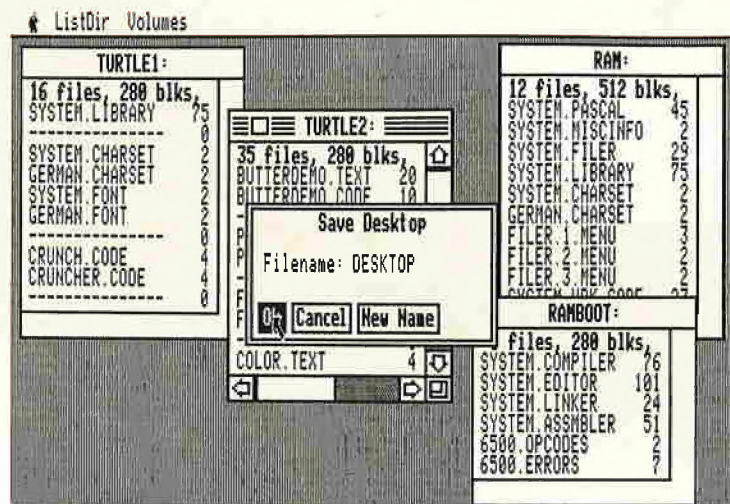 ListDir Volumes
TURTLE1:
16 files, 280 blks,
SYSTEM.LIBRARY 75
---------------- 0
SYSTEM.CHARSET 2
GERMAN.CHARSET 2
SYSTEM.FONT 2
GERMAN.FONT 2
---------------- 0
CRUNCH.CODE 4
CRUNCHER.CODE 4
---------------- 0
TURTLE2:
35 files, 280 blks,
BUTTERDEMO.TEXT 20
BUTTERDEMO.CODE 10
COLOR.TEXT 4
Save Desktop
Filename: DESKTOP
OK Cancel New Name
RAM:
12 files, 512 blks,
SYSTEM.PASCAL 45
SYSTEM.MISCINFO 2
SYSTEM.FILER 29
SYSTEM.LIBRARY 75
SYSTEM.CHARSET 2
GERMAN.CHARSET 2
FILER.1.MENU 3
FILER.2.MENU 2
FILER.3.MENU 2
RAMBOOT:
files, 280 blks,
SYSTEM.COMPILER 76
SYSTEM.EDITOR 101
SYSTEM.LINKER 24
SYSTEM.ASSMBLER 51
6500.OPCODES 2
6500.ERRORS 7